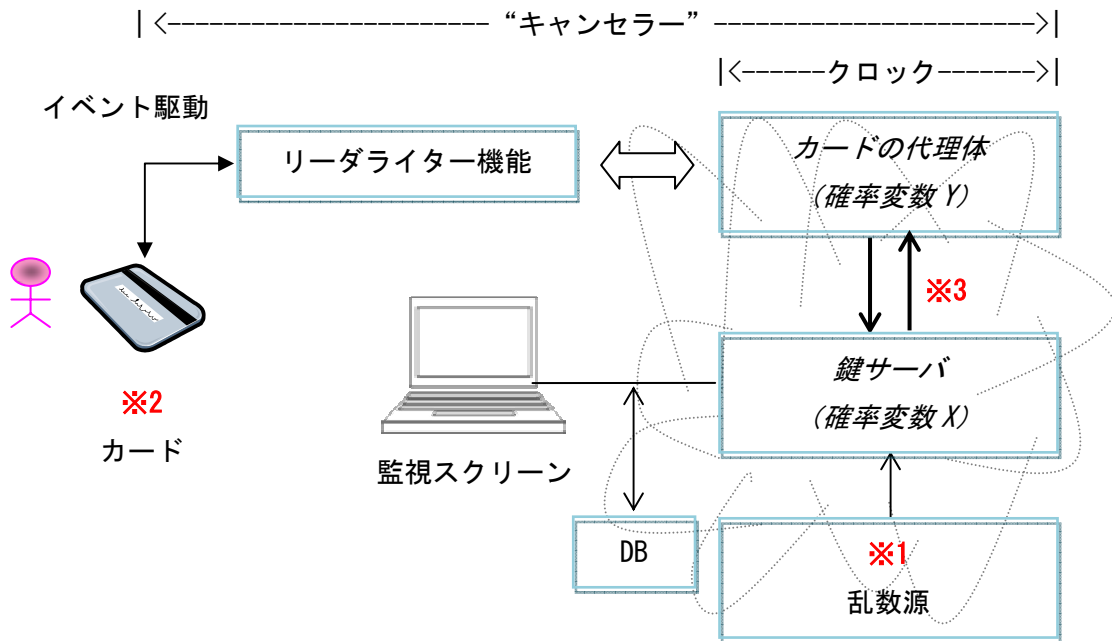 |<----------------------- “キャンセラー” ----------------------->|
|<------クロック------->|
イベント駆動
リーダライター機能
カードの代理体
(確率変数 Y)
※3
鍵サーバ
(確率変数 X)
※2
カード
監視スクリーン
DB
※1
乱数源